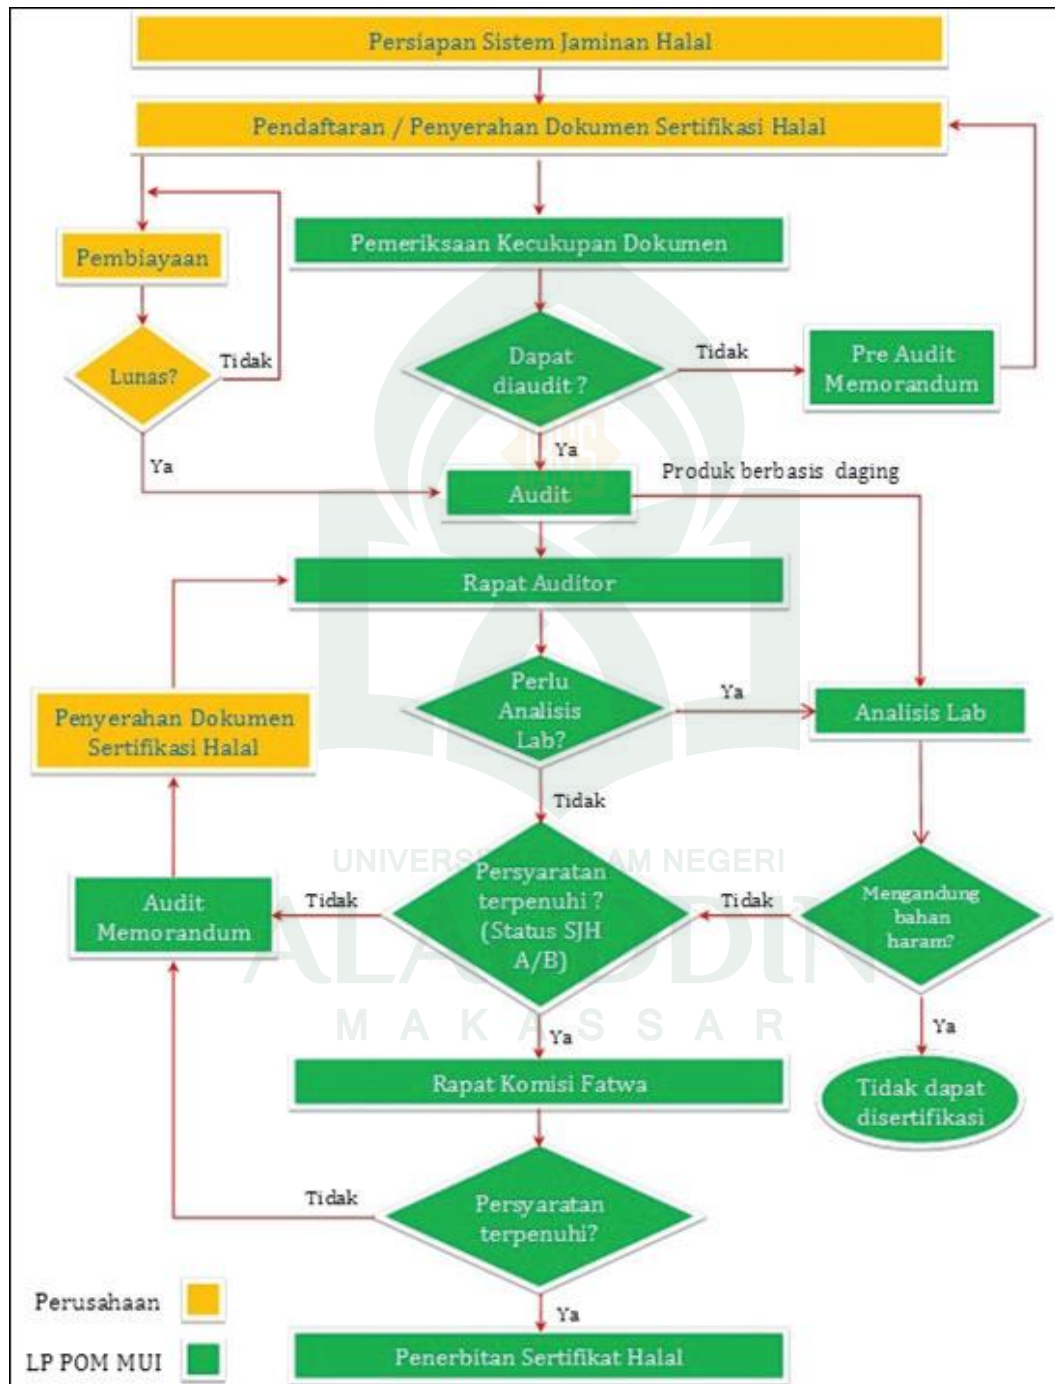 Persiapan Sistem Jaminan Halal
Pendaftaran / Penyerahan Dokumen Sertifikasi Halal
Pemeriksaan Kecukupan Dokumen
Pembiayaan
Lunas?
Tidak
Dapat
diaudit ?
Tidak
Pre Audit
Memorandum
Ya
Ya
Audit
Produk berbasis daging
Rapat Auditor
Perlu
Analisis
Lab?
Ya
Analisis Lab
Penyerahan Dokumen
Sertifikasi Halal
Tidak
Persyaratan
terpenuhi ?
(Status SJH
A/B)
Tidak
Audit
Memorandum
Tidak
Mengandung
bahan
haram?
Ya
Ya
Rapat Komisi Fatwa
Tidak dapat
disertifikasi
Tidak
Persyaratan
terpenuhi?
Ya
Penerbitan Sertifikat Halal
Perusahaan
LP POM MUI
NEGERI
MAKASSAR